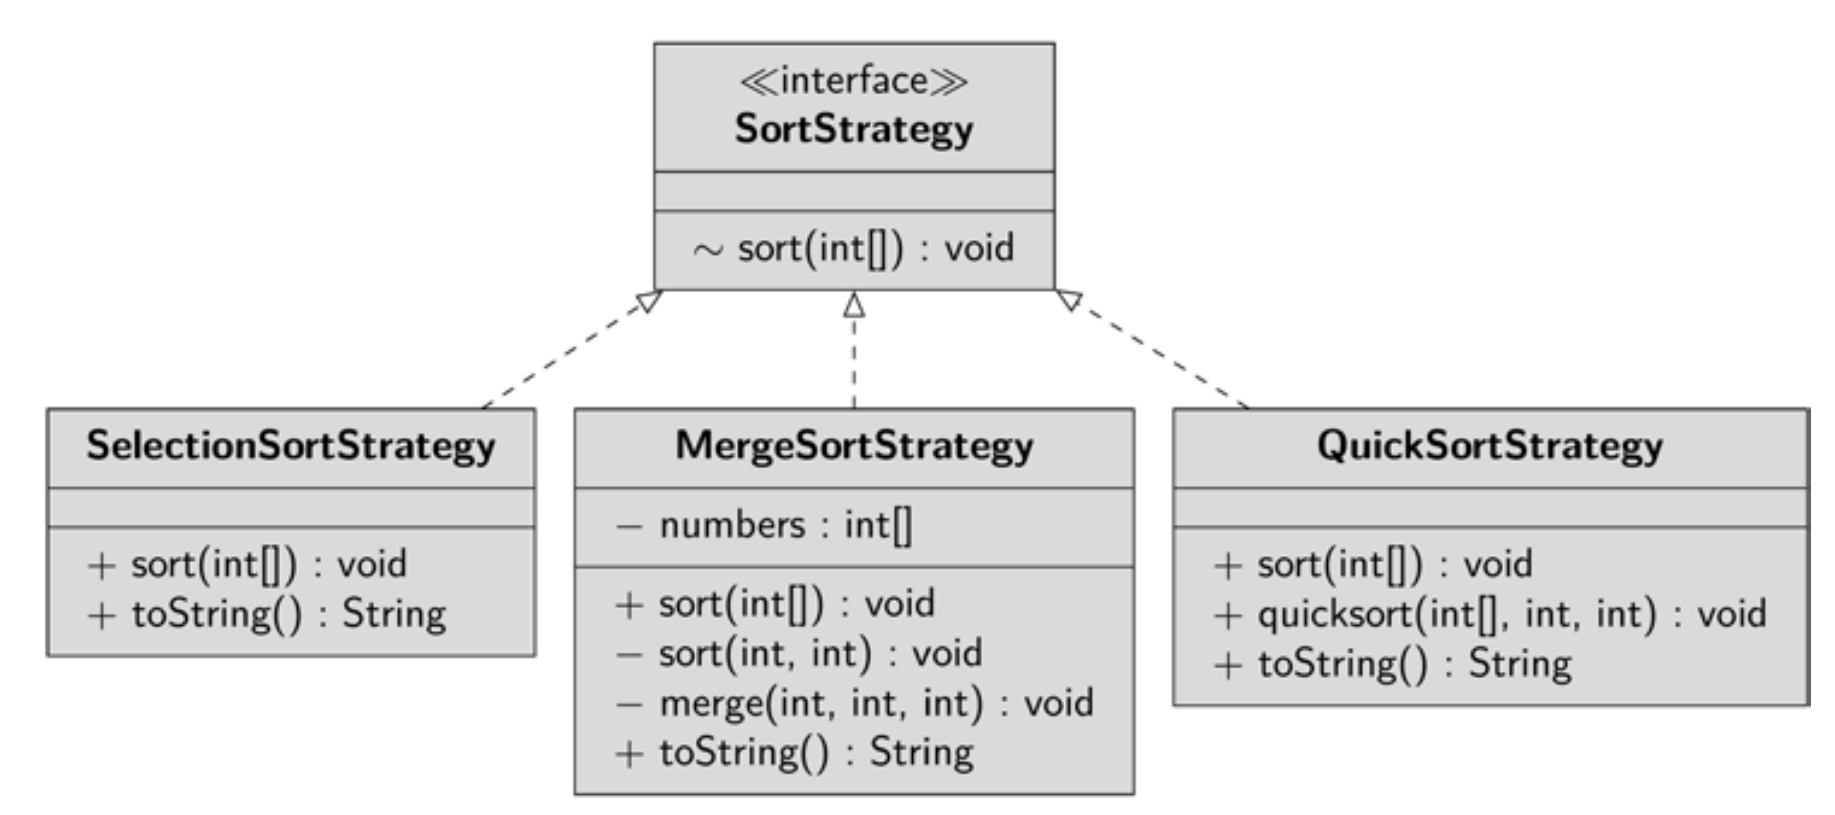 ≪interface≫
SortStrategy
∼ sort(int[]) : void
SelectionSortStrategy
+ sort(int[]) : void
+ toString() : String
MergeSortStrategy
− numbers : int[]
+ sort(int[]) : void
− sort(int, int) : void
− merge(int, int, int) : void
+ toString() : String
QuickSortStrategy
+ sort(int[]) : void
+ quicksort(int[], int, int) : void
+ toString() : String